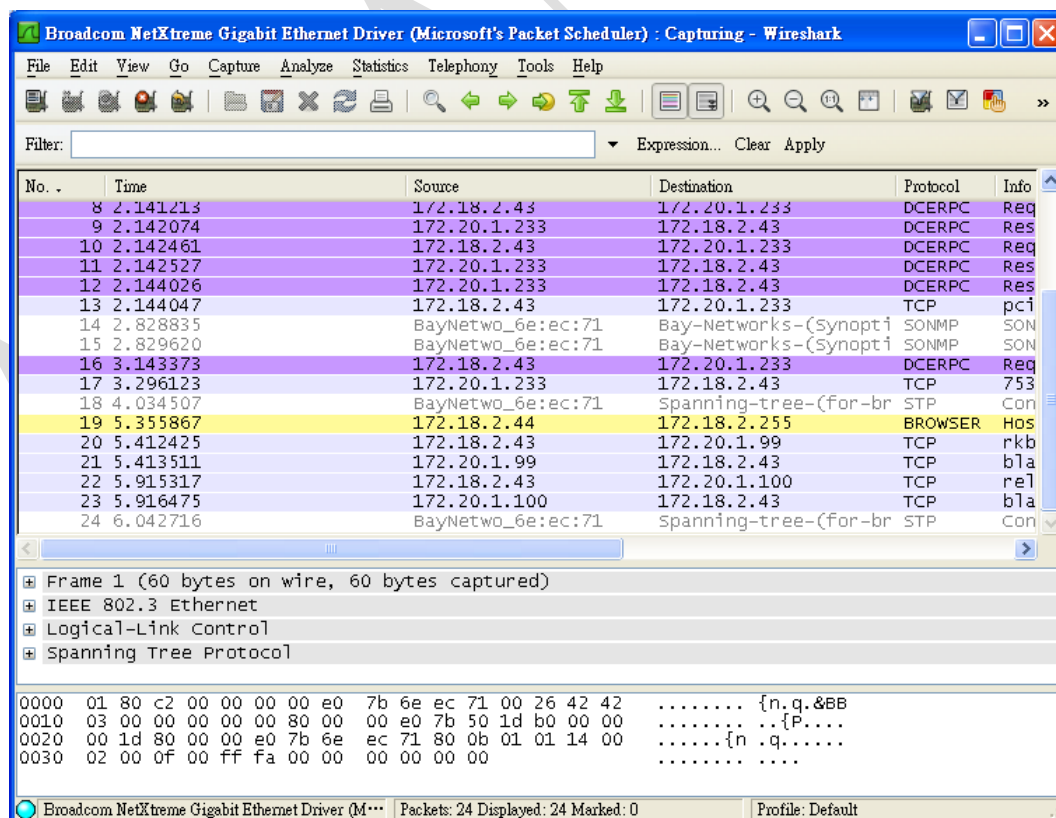 Broadcom NetXtreme Gigabit Ethernet Driver (Microsoft's Packet Scheduler) : Capturing - Wireshark
File Edit View Go Capture Analyze Statistics Telephony Tools Help
Filter: Expression... Clear Apply
No. . Time Source Destination Protocol Info
8 2.141213 172.18.2.43 172.20.1.233 DCERPC Req
9 2.142074 172.20.1.233 172.18.2.43 DCERPC Res
10 2.142461 172.18.2.43 172.20.1.233 DCERPC Req
11 2.142527 172.20.1.233 172.18.2.43 DCERPC Res
12 2.144026 172.20.1.233 172.18.2.43 DCERPC Res
13 2.144047 172.18.2.43 172.20.1.233 TCP pci
14 2.828835 BayNetwo_6e:ec:71 Bay-Networks-(Synopti SONMP SON
15 2.829620 BayNetwo_6e:ec:71 Bay-Networks-(Synopti SONMP SON
16 3.143373 172.18.2.43 172.20.1.233 DCERPC Req
17 3.296123 172.20.1.233 172.18.2.43 TCP 753
18 4.034507 BayNetwo_6e:ec:71 Spanning-tree-(for-br STP Con
19 5.355867 172.18.2.44 172.18.2.255 BROWSER Hos
20 5.412425 172.18.2.43 172.20.1.99 TCP rkb
21 5.413511 172.20.1.99 172.18.2.43 TCP bla
22 5.915317 172.18.2.43 172.20.1.100 TCP rel
23 5.916475 172.20.1.100 172.18.2.43 TCP bla
24 6.042716 BayNetwo_6e:ec:71 Spanning-tree-(for-br STP Con
Frame 1 (60 bytes on wire, 60 bytes captured)
IEEE 802.3 Ethernet
Logical-Link Control
Spanning Tree Protocol
0000 01 80 c2 00 00 00 00 e0 7b 6e ec 71 00 26 42 42 ........ {n.q.&BB
0010 03 00 00 00 00 00 80 00 00 e0 7b 50 1d b0 00 00 ........ ..{P....
0020 00 1d 80 00 00 e0 7b 6e ec 71 80 0b 01 01 14 00 ......{n .q......
0030 02 00 0f 00 ff fa 00 00 00 00 00 00 ........ ....
Broadcom NetXtreme Gigabit Ethernet Driver (M··· Packets: 24 Displayed: 24 Marked: 0 Profile: Default